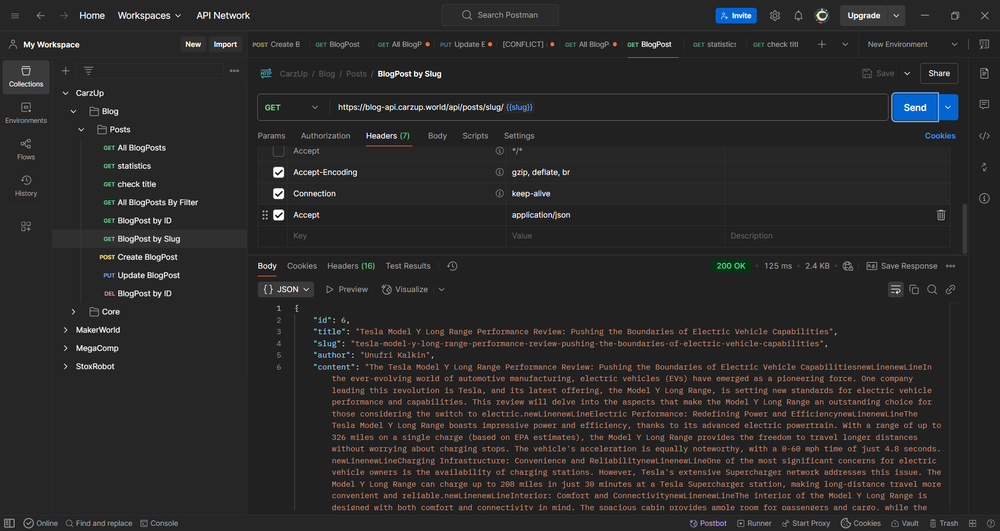 Home
Workspaces
API Network
Search Postman
Invite
Upgrade
My Workspace
New
Import
POST Create B
GET BlogPost
GET All BlogP
PUT Update E
[CONFLICT]
GET All BlogP
GET BlogPost
GET statistics
GET check titl
New Environment
Collections
Environments
Flows
History
CarzUp
Blog
Posts
GET All BlogPosts
GET statistics
GET check title
GET All BlogPosts By Filter
GET BlogPost by ID
GET BlogPost by Slug
POST Create BlogPost
PUT Update BlogPost
DEL BlogPost by ID
Core
MakerWorld
MegaComp
StoxRobot
HTTP CarzUp / Blog / Posts / BlogPost by Slug
Save
Share
GET
https://blog-api.carzup.world/api/posts/slug/ {{slug}}
Send
Params
Authorization
Headers (7)
Body
Scripts
Settings
Cookies
Accept
*/*
Accept-Encoding
gzip, deflate, br
Connection
keep-alive
Accept
application/json
Key
Value
Description
Body
Cookies
Headers (16)
Test Results
200 OK
125 ms
2.4 KB
e.g.
Save Response
{} JSON
Preview
Visualize
1 {
2 "id": 6,
3 "title": "Tesla Model Y Long Range Performance Review: Pushing the Boundaries of Electric Vehicle Capabilities",
4 "slug": "tesla-model-y-long-range-performance-review-pushing-the-boundaries-of-electric-vehicle-capabilities",
5 "author": "Unufri Kalkin",
6 "content": "The Tesla Model Y Long Range Performance Review: Pushing the Boundaries of Electric Vehicle CapabilitiesnewLinenewLineIn
the ever-evolving world of automotive manufacturing, electric vehicles (EVs) have emerged as a pioneering force. One company
leading this revolution is Tesla, and its latest offering, the Model Y Long Range, is setting new standards for electric vehicle
performance and capabilities. This review will delve into the aspects that make the Model Y Long Range an outstanding choice for
those considering the switch to electric.newLinenewLineElectric Performance: Redefining Power and EfficiencynewLinenewLineThe
Tesla Model Y Long Range boasts impressive power and efficiency, thanks to its advanced electric powertrain. With a range of up to
326 miles on a single charge (based on EPA estimates), the Model Y Long Range provides the freedom to travel longer distances
without worrying about charging stops. The vehicle's acceleration is equally noteworthy, with a 0-60 mph time of just 4.8 seconds.
newLinenewLineCharging Infrastructure: Convenience and ReliabilitynewLinenewLineOne of the most significant concerns for electric
vehicle owners is the availability of charging stations. However, Tesla's extensive Supercharger network addresses this issue. The
Model Y Long Range can charge up to 208 miles in just 30 minutes at a Tesla Supercharger station, making long-distance travel more
convenient and reliable.newLinenewLineInterior: Comfort and ConnectivitynewLinenewLineThe interior of the Model Y Long Range is
designed with both comfort and connectivity in mind. The spacious cabin provides ample room for passengers and cargo, while the
Online
Find and replace
Console
Postbot
Runner
Start Proxy
Cookies
Vault
Trash